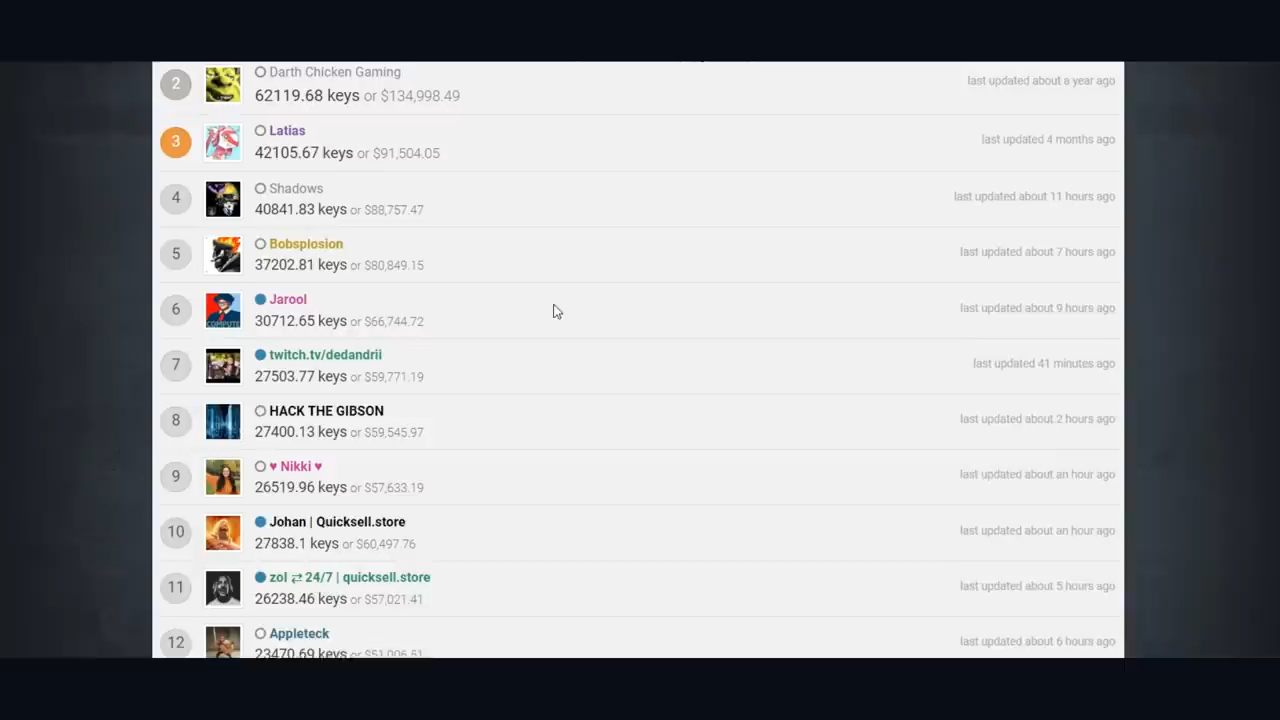 2
Darth Chicken Gaming
last updated about a year ago
62119.68 keys or $134,998.49
3
Latias
last updated 4 months ago
42105.67 keys or $91,504.05
4
Shadows
last updated about 11 hours ago
40841.83 keys or $88,757.47
5
Bobsplosion
last updated about 7 hours ago
37202.81 keys or $80,849.15
6
Jarool
last updated about 9 hours ago
30712.65 keys or $66,744.72
7
twitch.tv/dedandrii
last updated 41 minutes ago
27503.77 keys or $59,771.19
8
HACK THE GIBSON
last updated about 2 hours ago
27400.13 keys or $59,545.97
9
♥ Nikki ♥
last updated about an hour ago
26519.96 keys or $57,633.19
10
Johan | Quicksell.store
last updated about an hour ago
27838.1 keys or $60,497.76
11
zol ⇄ 24/7 | quicksell.store
last updated about 5 hours ago
26238.46 keys or $57,021.41
12
Appleteck
last updated about 6 hours ago
23470.69 keys or $51,006.51